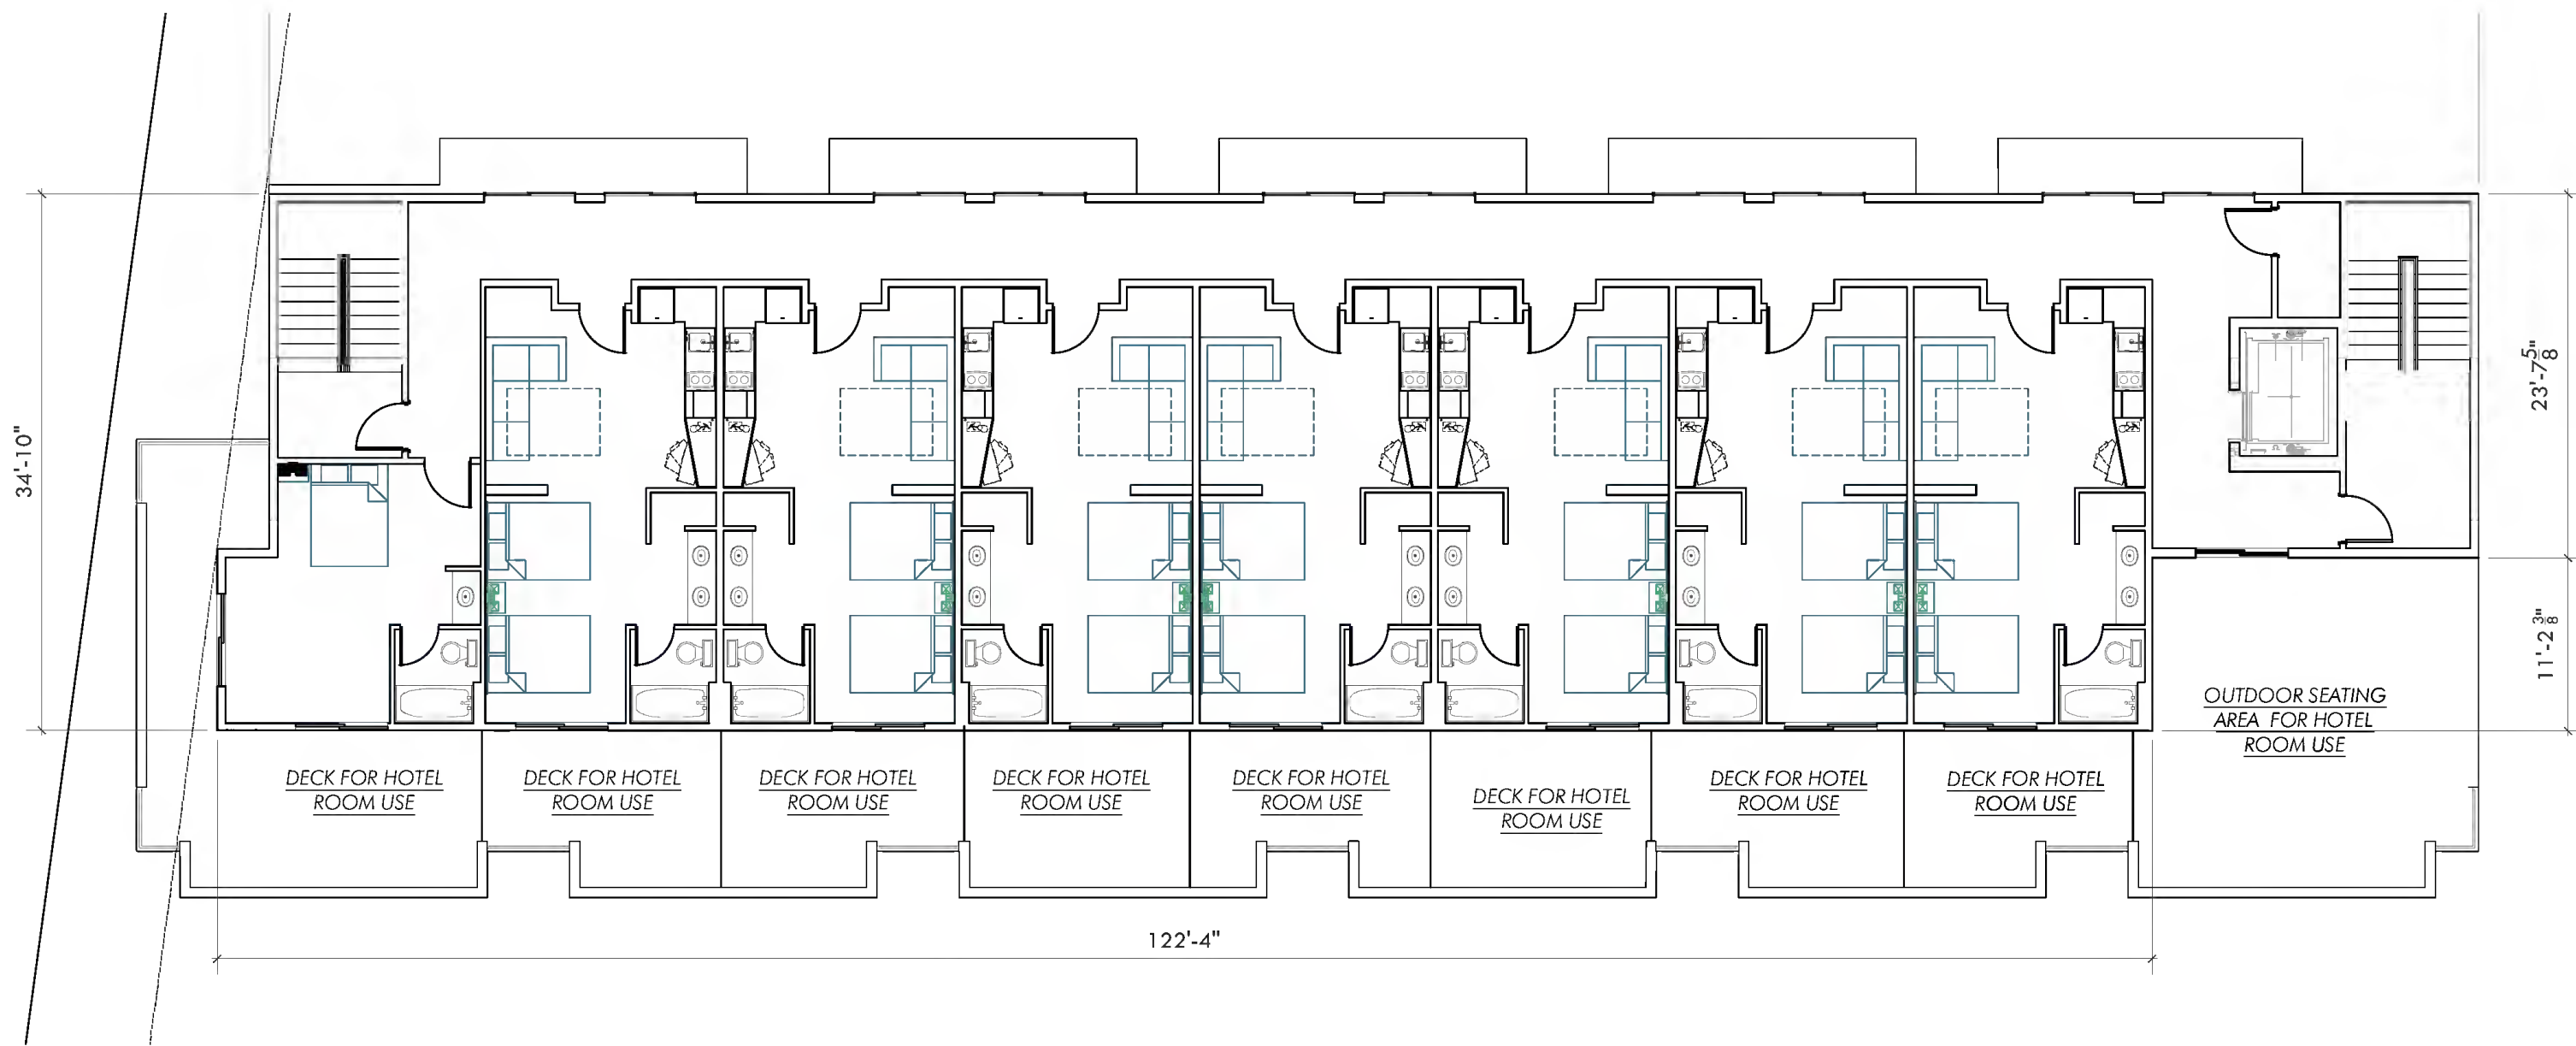 34'-10"
23'-7 5/8"
11'-2 3/8"
OUTDOOR SEATING
AREA FOR HOTEL
ROOM USE
DECK FOR HOTEL
ROOM USE
DECK FOR HOTEL
ROOM USE
DECK FOR HOTEL
ROOM USE
DECK FOR HOTEL
ROOM USE
DECK FOR HOTEL
ROOM USE
DECK FOR HOTEL
ROOM USE
DECK FOR HOTEL
ROOM USE
DECK FOR HOTEL
ROOM USE
122'-4"